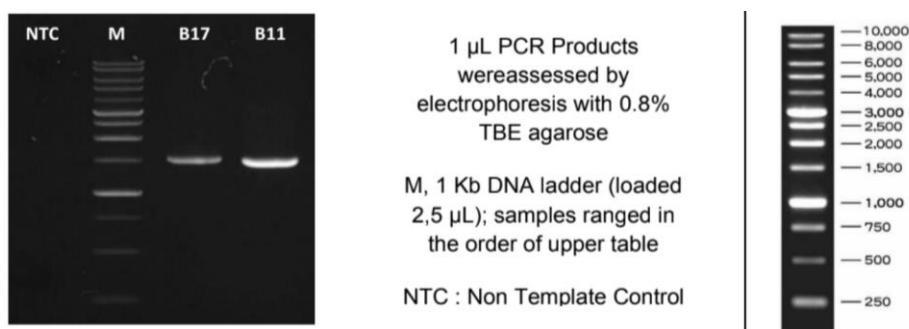 NTC M B17 B11
1 µL PCR Products
wereassessed by
electrophoresis with 0.8%
TBE agarose
M, 1 Kb DNA ladder (loaded
2,5 µL); samples ranged in
the order of upper table
NTC : Non Template Control
10,000
8,000
6,000
5,000
4,000
3,000
2,500
2,000
1,500
1,000
750
500
250